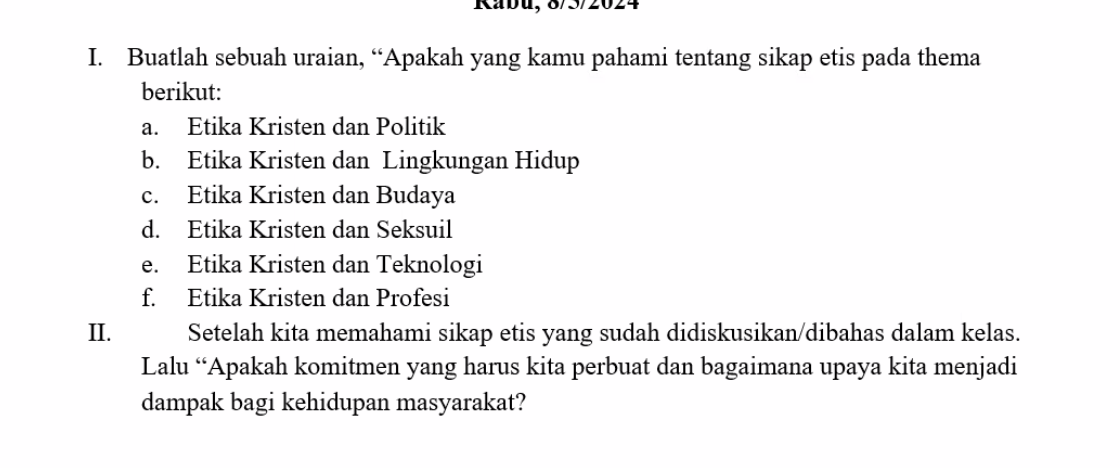 Rabu, 8/5/2024
I. Buatlah sebuah uraian, “Apakah yang kamu pahami tentang sikap etis pada thema
berikut:
a. Etika Kristen dan Politik
b. Etika Kristen dan Lingkungan Hidup
c. Etika Kristen dan Budaya
d. Etika Kristen dan Seksuil
e. Etika Kristen dan Teknologi
f. Etika Kristen dan Profesi
II. Setelah kita memahami sikap etis yang sudah didiskusikan/dibahas dalam kelas.
Lalu “Apakah komitmen yang harus kita perbuat dan bagaimana upaya kita menjadi
dampak bagi kehidupan masyarakat?